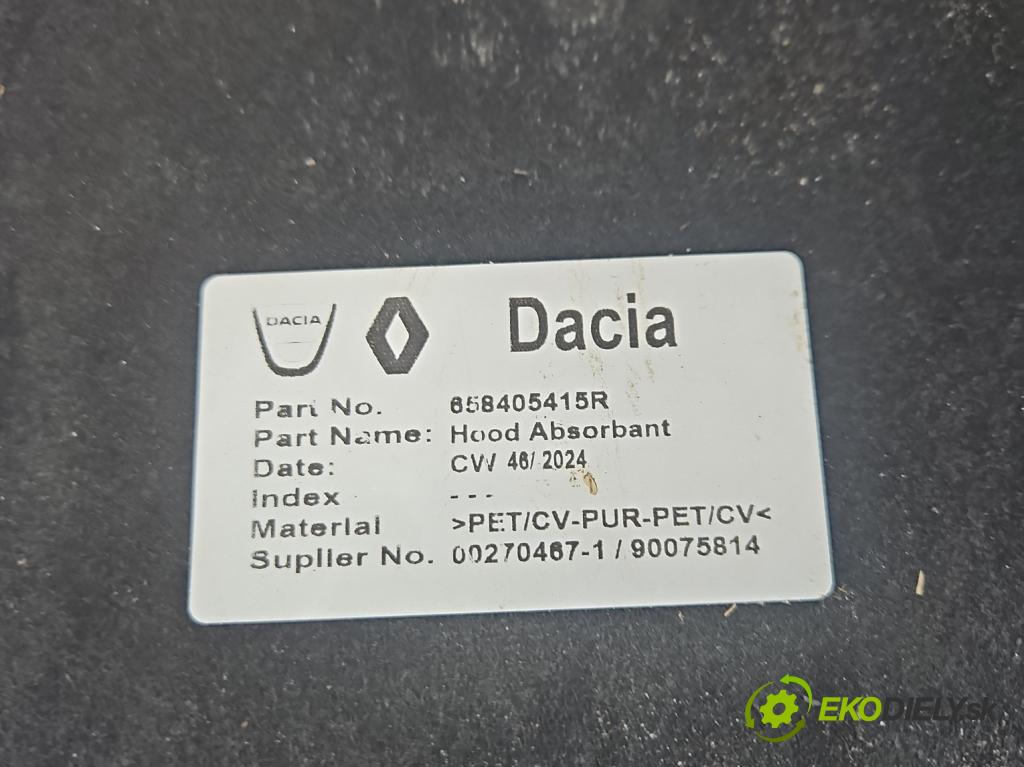 DACIA
Dacia
Part No. 658405415R
Part Name: Hood Absorbant
Date: CW 46/2024
Index ---
Material >PET/CV-PUR-PET/CV<
Suplier No. 00270467-1 / 90075814
EKODIELY.sk